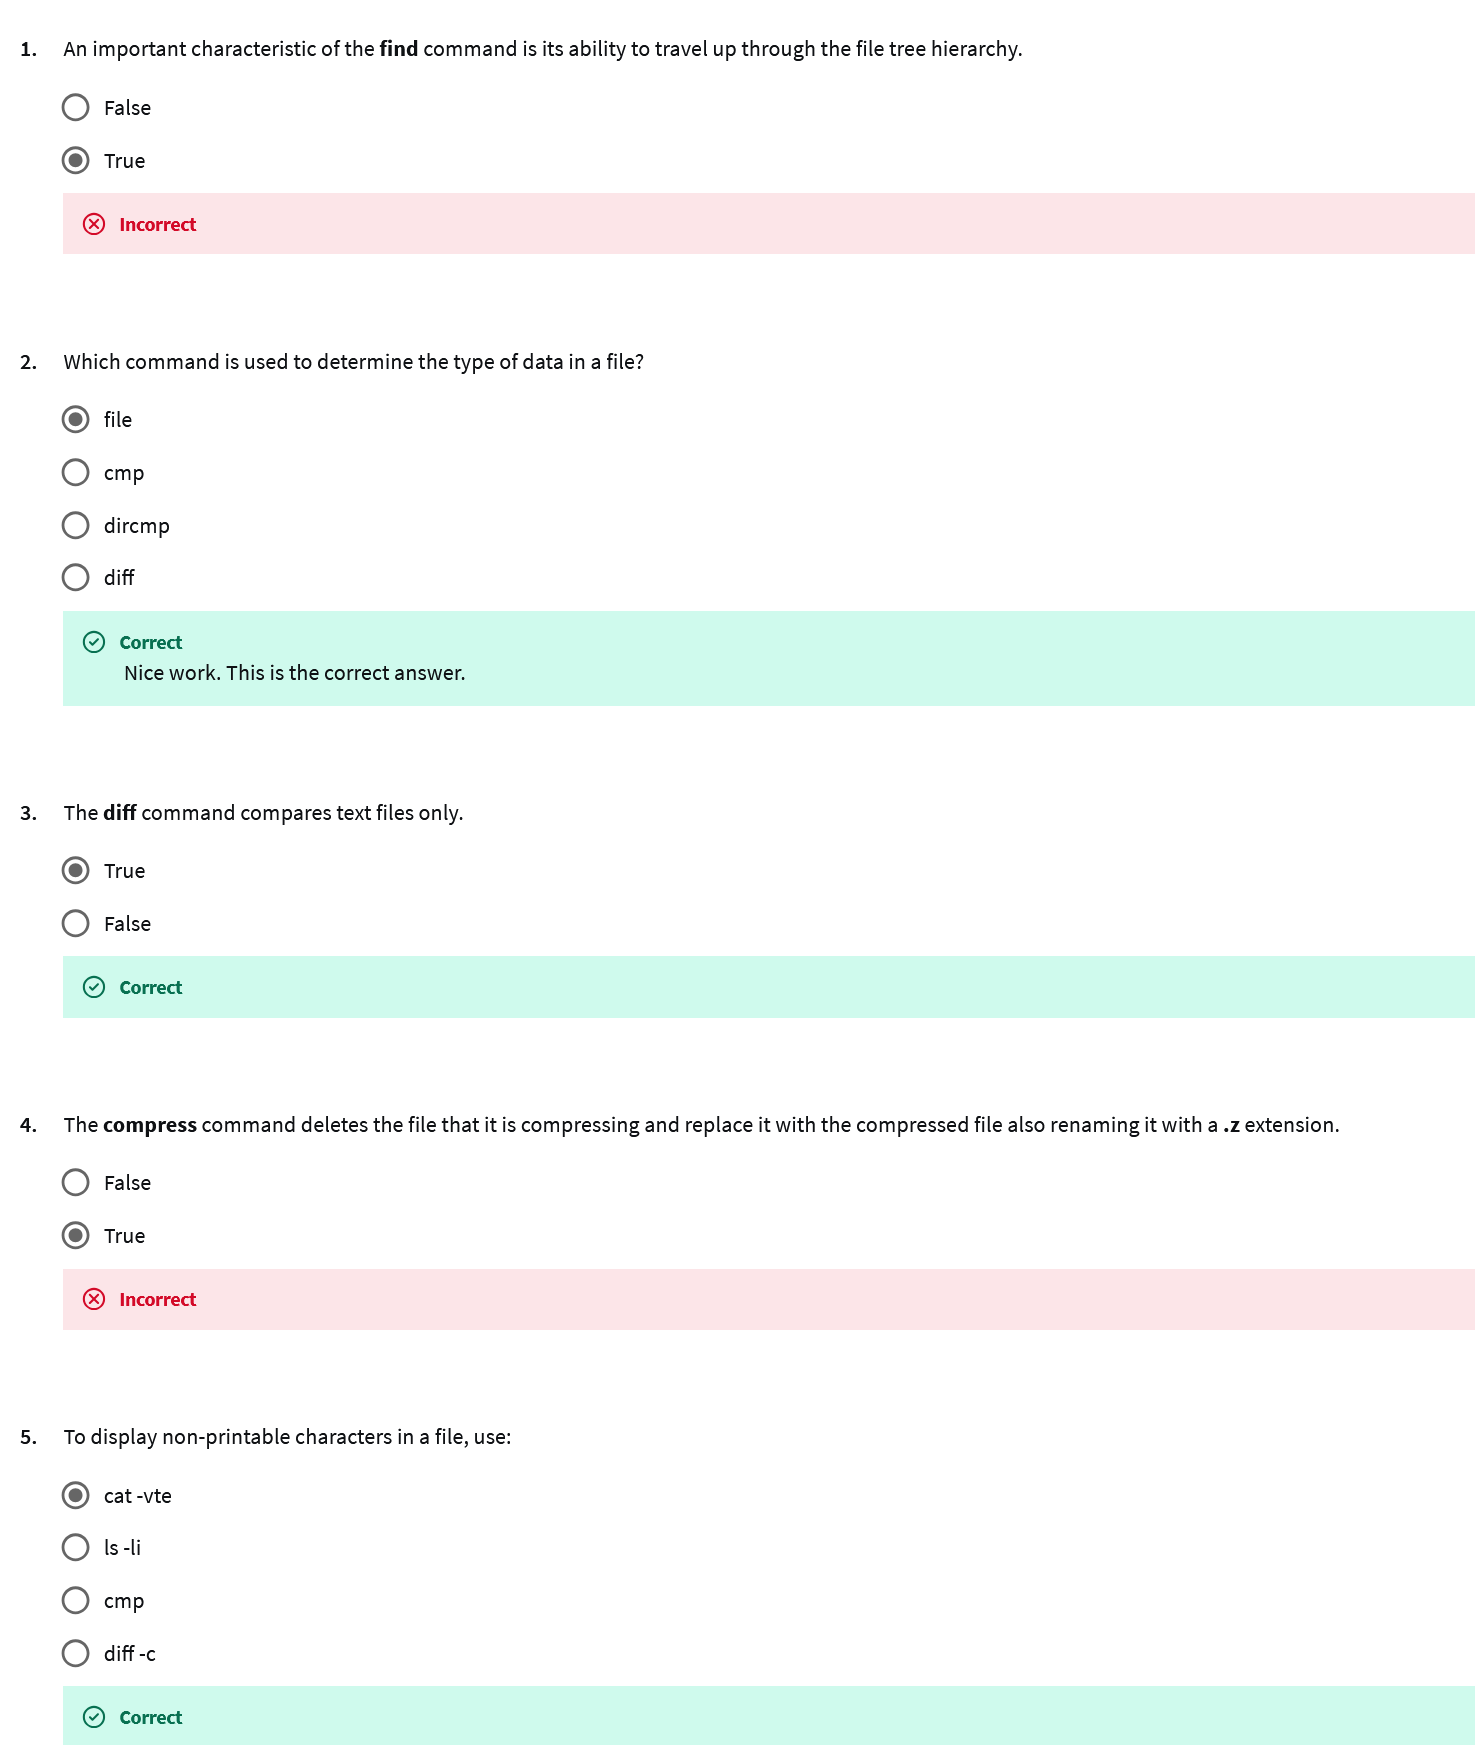 1. An important characteristic of the find command is its ability to travel up through the file tree hierarchy.
False
True
Incorrect
2. Which command is used to determine the type of data in a file?
file
cmp
dircmp
diff
Correct
Nice work. This is the correct answer.
3. The diff command compares text files only.
True
False
Correct
4. The compress command deletes the file that it is compressing and replace it with the compressed file also renaming it with a .z extension.
False
True
Incorrect
5. To display non-printable characters in a file, use:
cat -vte
ls -li
cmp
diff -c
Correct